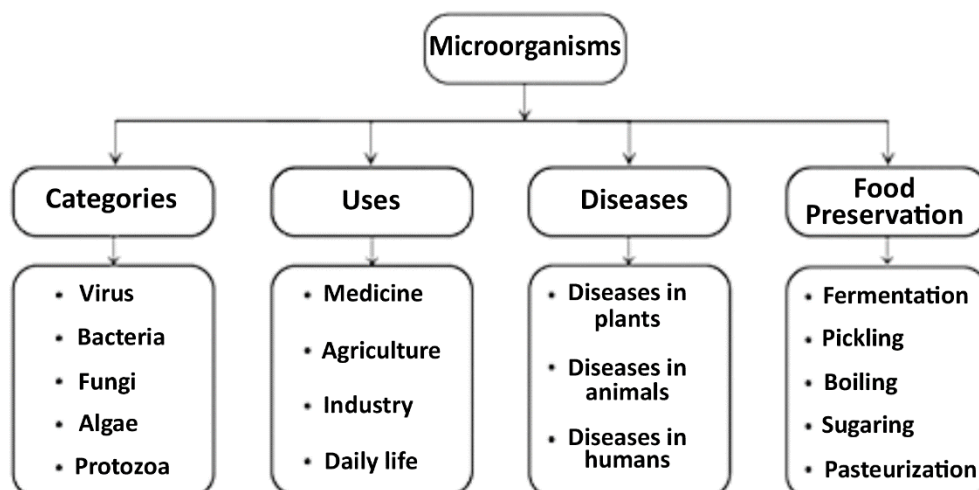 Microorganisms
Categories
Uses
Diseases
Food
Preservation
• Virus
• Bacteria
• Fungi
• Algae
• Protozoa
• Medicine
• Agriculture
• Industry
• Daily life
• Diseases in
plants
• Diseases in
animals
• Diseases in
humans
• Fermentation
• Pickling
• Boiling
• Sugaring
• Pasteurization